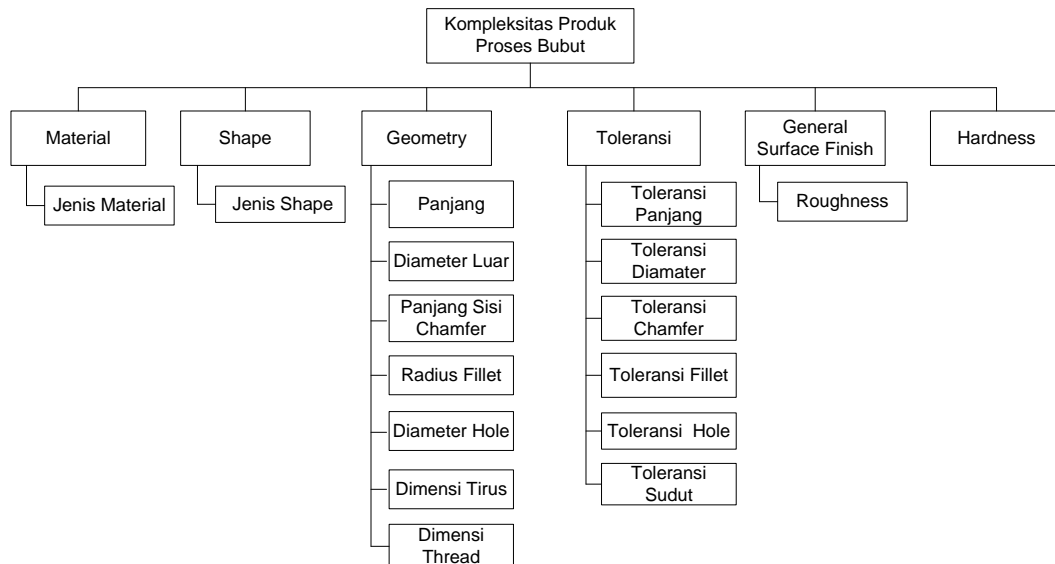 Kompleksitas Produk
Proses Bubut
Material
Shape
Geometry
Toleransi
General
Surface Finish
Hardness
Jenis Material
Jenis Shape
Panjang
Diameter Luar
Panjang Sisi
Chamfer
Radius Fillet
Diameter Hole
Dimensi Tirus
Dimensi
Thread
Toleransi
Panjang
Toleransi
Diamater
Toleransi
Chamfer
Toleransi Fillet
Toleransi Hole
Toleransi
Sudut
Roughness